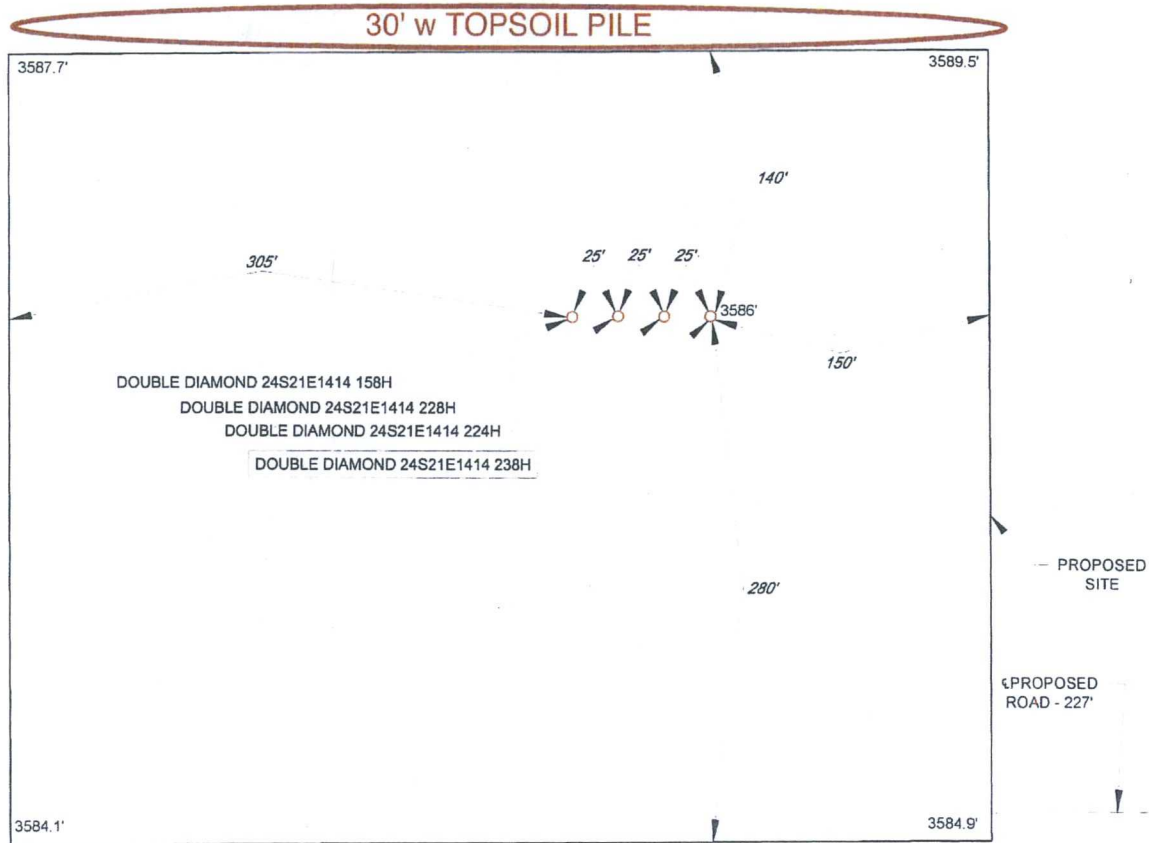 30' w TOPSOIL PILE
3587.7'
3589.5'
140'
305'
25' 25' 25'
3586'
150'
DOUBLE DIAMOND 24S21E1414 158H
DOUBLE DIAMOND 24S21E1414 228H
DOUBLE DIAMOND 24S21E1414 224H
DOUBLE DIAMOND 24S21E1414 238H
280'
PROPOSED
SITE
℄PROPOSED
ROAD - 227'
3584.1'
3584.9'